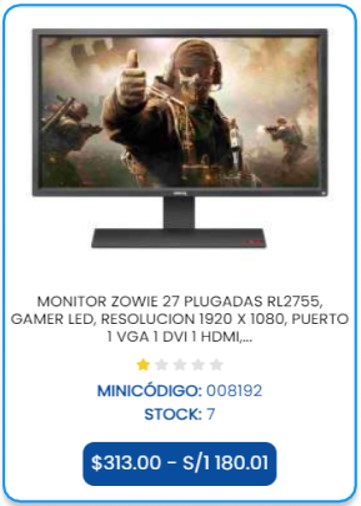 BENQ
MONITOR ZOWIE 27 PLUGADAS RL2755,
GAMER LED, RESOLUCION 1920 X 1080, PUERTO
1 VGA 1 DVI 1 HDMI,...
MINICÓDIGO: 008192
STOCK: 7
$313.00 - S/1 180.01